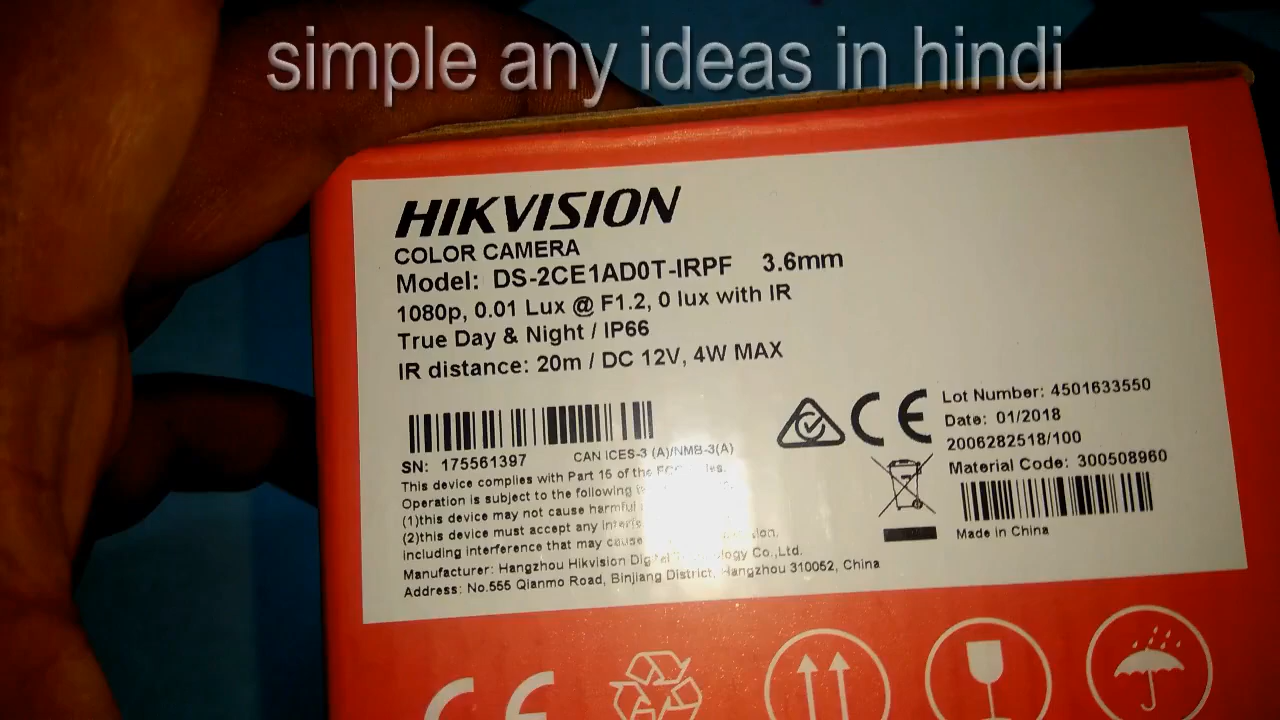 simple any ideas in hindi
HIKVISION
COLOR CAMERA
Model: DS-2CE1AD0T-IRPF 3.6mm
1080p, 0.01 Lux @ F1.2, 0 lux with IR
True Day & Night / IP66
IR distance: 20m / DC 12V, 4W MAX
SN: 175561397
CAN ICES-3 (A)/NMB-3(A)
This device complies with Part 15 of the FCC
Operation is subject to the following
(1)this device may not cause harmful
(2)this device must accept any
including interference that may cause
Manufacturer: Hangzhou Hikvision Digital Technology Co.,Ltd.
Address: No.555 Qianmo Road, Binjiang District, Hangzhou 310052, China
CE
Lot Number: 4501633550
Date: 01/2018
2006282518/100
Material Code: 300508960
Made in China
CE